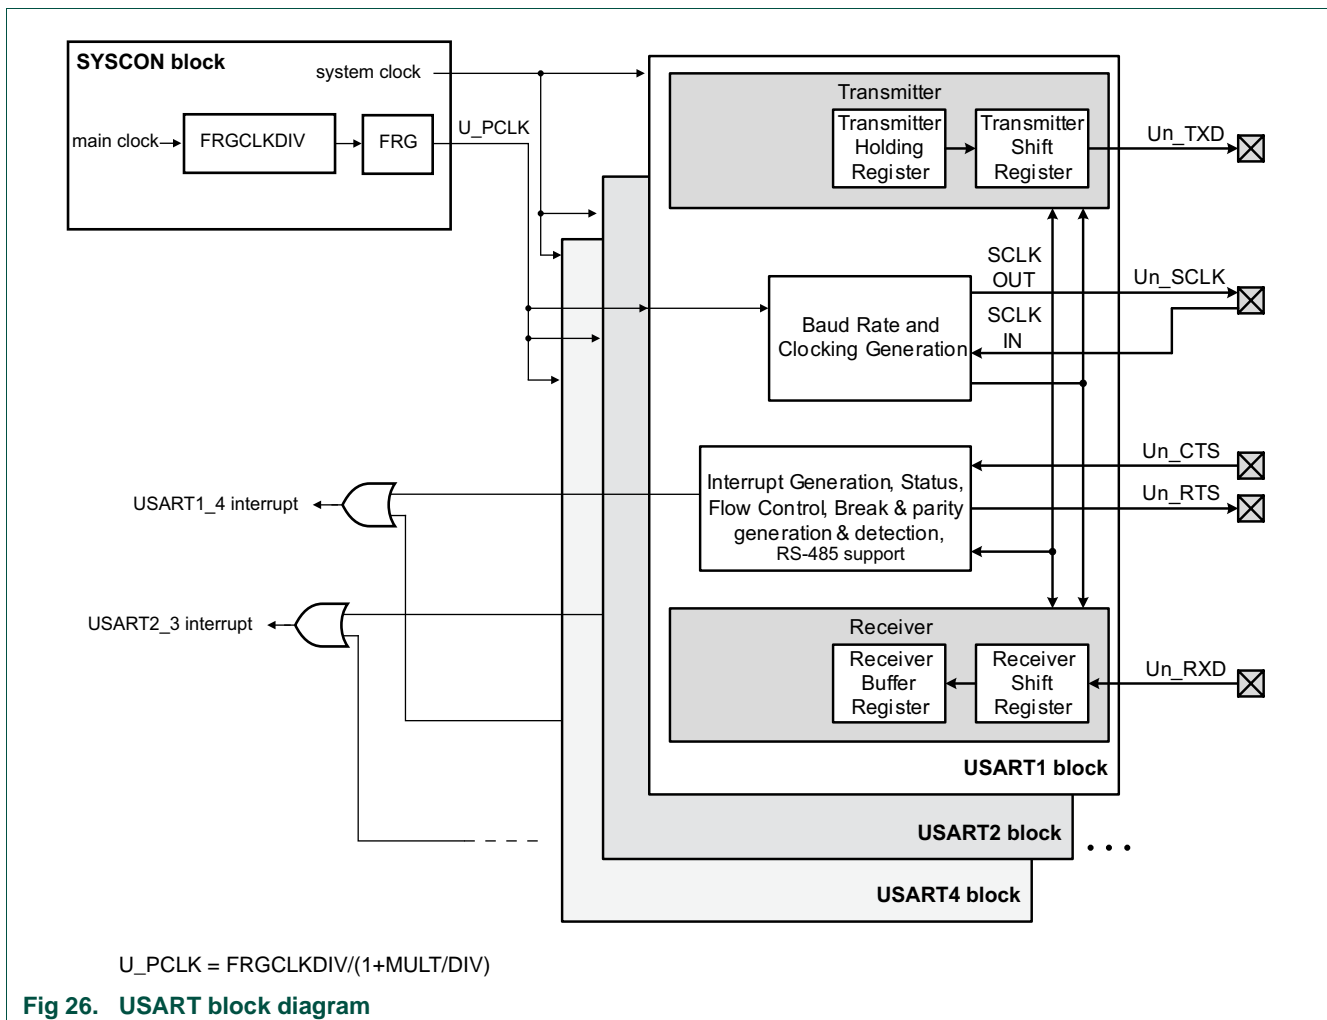 SYSCON block
system clock
main clock
FRGCLKDIV
FRG
U_PCLK
Transmitter
Transmitter
Holding
Register
Transmitter
Shift
Register
Un_TXD
SCLK
OUT
Un_SCLK
Baud Rate and
Clocking Generation
SCLK
IN
Un_CTS
Interrupt Generation, Status,
Flow Control, Break & parity
generation & detection,
RS-485 support
Un_RTS
USART1_4 interrupt
USART2_3 interrupt
Receiver
Receiver
Buffer
Register
Receiver
Shift
Register
Un_RXD
USART1 block
USART2 block
. . .
USART4 block
U_PCLK = FRGCLKDIV/(1+MULT/DIV)
Fig 26. USART block diagram